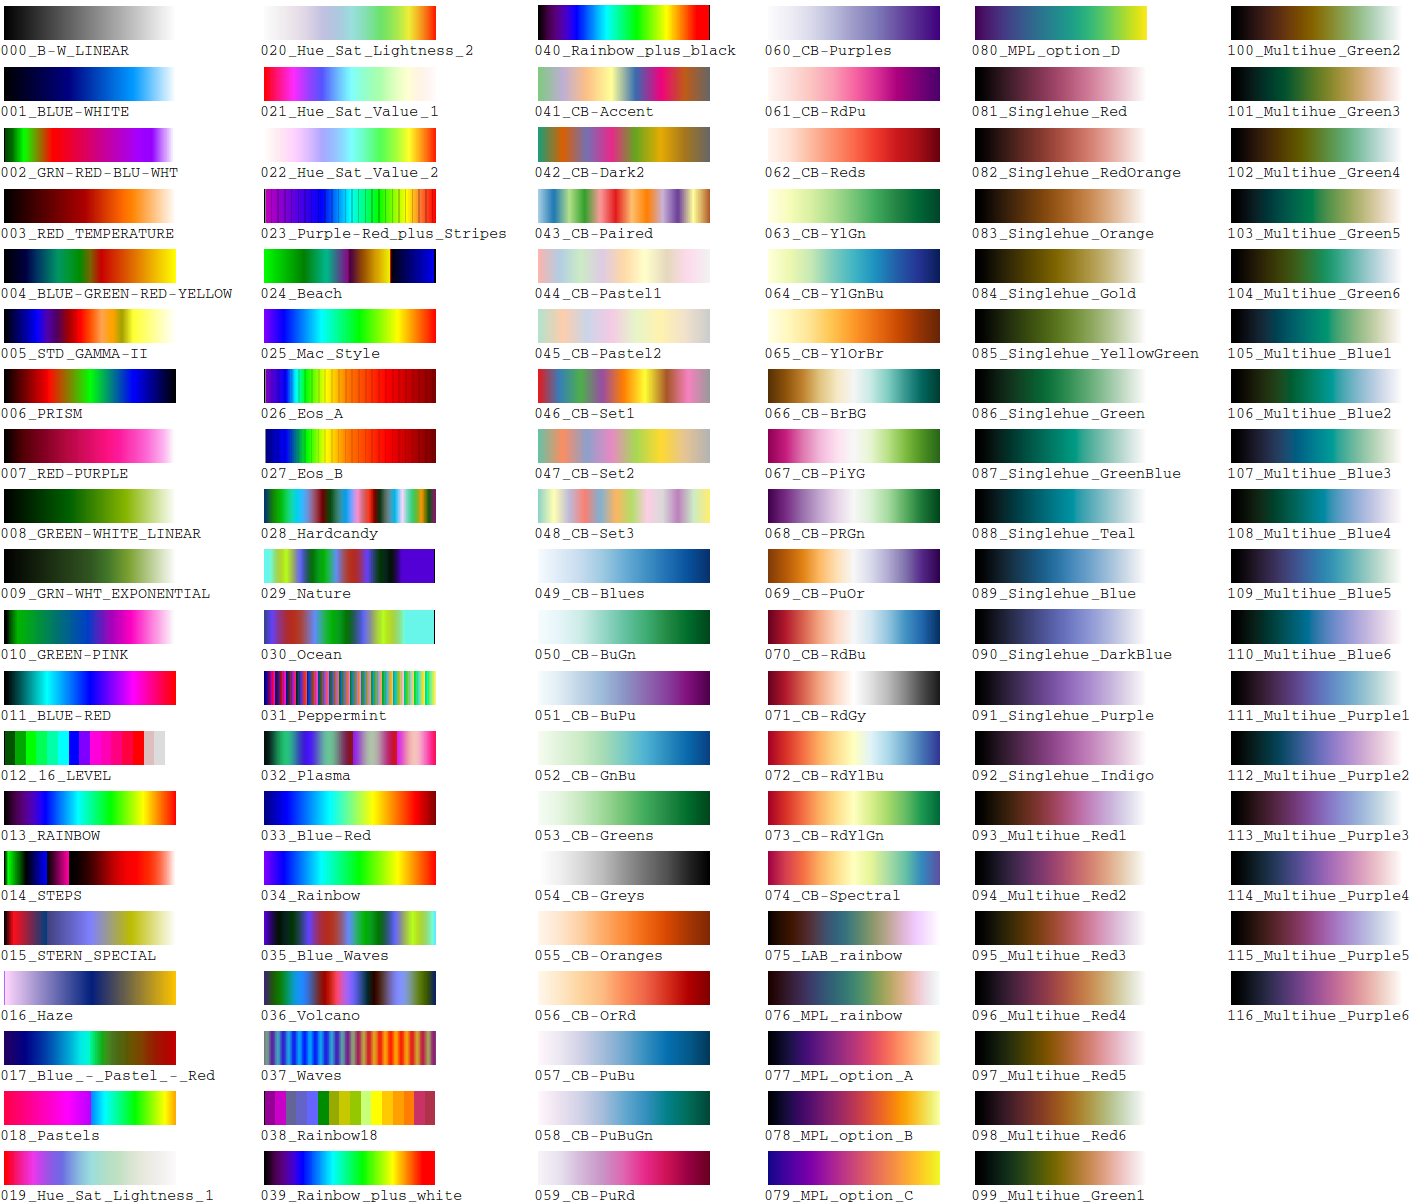 000_B-W_LINEAR
001_BLUE-WHITE
002_GRN-RED-BLU-WHT
003_RED_TEMPERATURE
004_BLUE-GREEN-RED-YELLOW
005_STD_GAMMA-II
006_PRISM
007_RED-PURPLE
008_GREEN-WHITE_LINEAR
009_GRN-WHT_EXPONENTIAL
010_GREEN-PINK
011_BLUE-RED
012_16_LEVEL
013_RAINBOW
014_STEPS
015_STERN_SPECIAL
016_Haze
017_Blue_-_Pastel_-_Red
018_Pastels
019_Hue_Sat_Lightness_1
020_Hue_Sat_Lightness_2
021_Hue_Sat_Value_1
022_Hue_Sat_Value_2
023_Purple-Red_plus_Stripes
024_Beach
025_Mac_Style
026_Eos_A
027_Eos_B
028_Hardcandy
029_Nature
030_Ocean
031_Peppermint
032_Plasma
033_Blue-Red
034_Rainbow
035_Blue_Waves
036_Volcano
037_Waves
038_Rainbow18
039_Rainbow_plus_white
040_Rainbow_plus_black
041_CB-Accent
042_CB-Dark2
043_CB-Paired
044_CB-Pastel1
045_CB-Pastel2
046_CB-Set1
047_CB-Set2
048_CB-Set3
049_CB-Blues
050_CB-BuGn
051_CB-BuPu
052_CB-GnBu
053_CB-Greens
054_CB-Greys
055_CB-Oranges
056_CB-OrRd
057_CB-PuBu
058_CB-PuBuGn
059_CB-PuRd
060_CB-Purples
061_CB-RdPu
062_CB-Reds
063_CB-YlGn
064_CB-YlGnBu
065_CB-YlOrBr
066_CB-BrBG
067_CB-PiYG
068_CB-PRGn
069_CB-PuOr
070_CB-RdBu
071_CB-RdGy
072_CB-RdYlBu
073_CB-RdYlGn
074_CB-Spectral
075_LAB_rainbow
076_MPL_rainbow
077_MPL_option_A
078_MPL_option_B
079_MPL_option_C
080_MPL_option_D
081_Singlehue_Red
082_Singlehue_RedOrange
083_Singlehue_Orange
084_Singlehue_Gold
085_Singlehue_YellowGreen
086_Singlehue_Green
087_Singlehue_GreenBlue
088_Singlehue_Teal
089_Singlehue_Blue
090_Singlehue_DarkBlue
091_Singlehue_Purple
092_Singlehue_Indigo
093_Multihue_Red1
094_Multihue_Red2
095_Multihue_Red3
096_Multihue_Red4
097_Multihue_Red5
098_Multihue_Red6
099_Multihue_Green1
100_Multihue_Green2
101_Multihue_Green3
102_Multihue_Green4
103_Multihue_Green5
104_Multihue_Green6
105_Multihue_Blue1
106_Multihue_Blue2
107_Multihue_Blue3
108_Multihue_Blue4
109_Multihue_Blue5
110_Multihue_Blue6
111_Multihue_Purple1
112_Multihue_Purple2
113_Multihue_Purple3
114_Multihue_Purple4
115_Multihue_Purple5
116_Multihue_Purple6